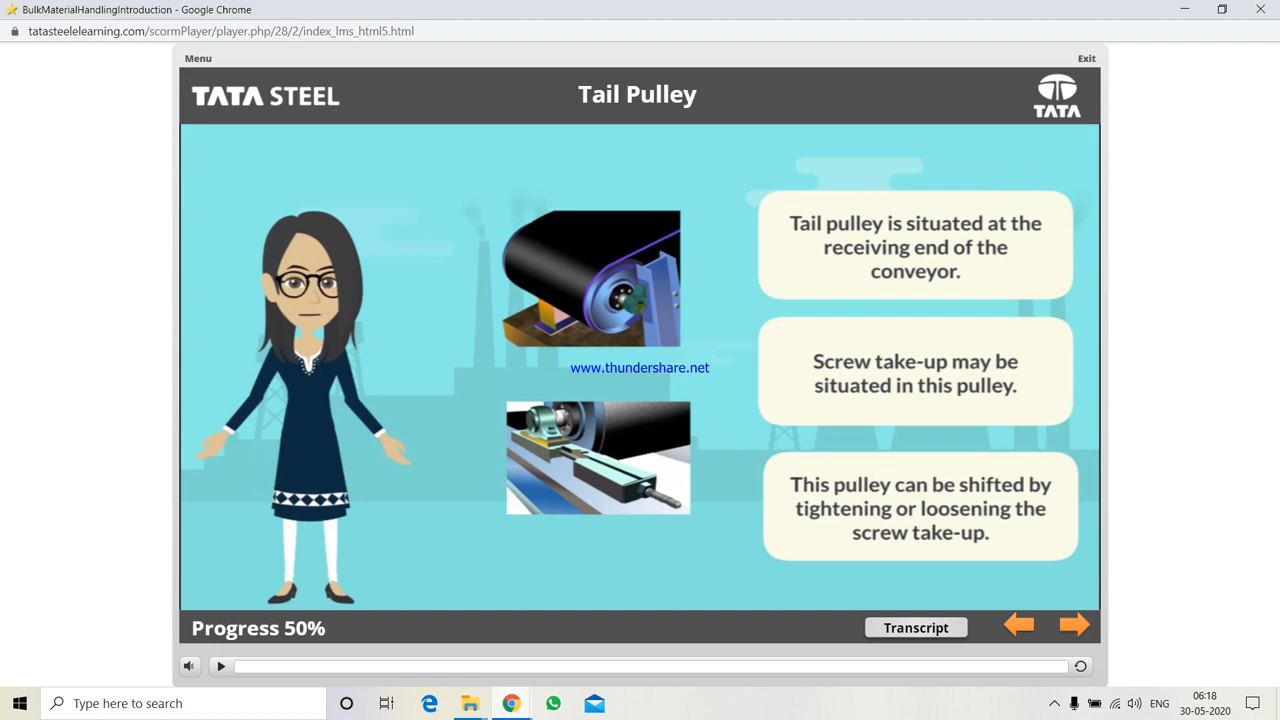 BulkMaterialHandlingIntroduction - Google Chrome
tatasteelelearning.com/scormPlayer/player.php/28/2/index_lms_html5.html
Menu
Exit
TATA STEEL
Tail Pulley
TATA
Tail pulley is situated at the
receiving end of the
conveyor.
Screw take-up may be
situated in this pulley.
www.thundershare.net
This pulley can be shifted by
tightening or loosening the
screw take-up.
Progress 50%
Transcript
Type here to search
ENG
06:18
30-05-2020